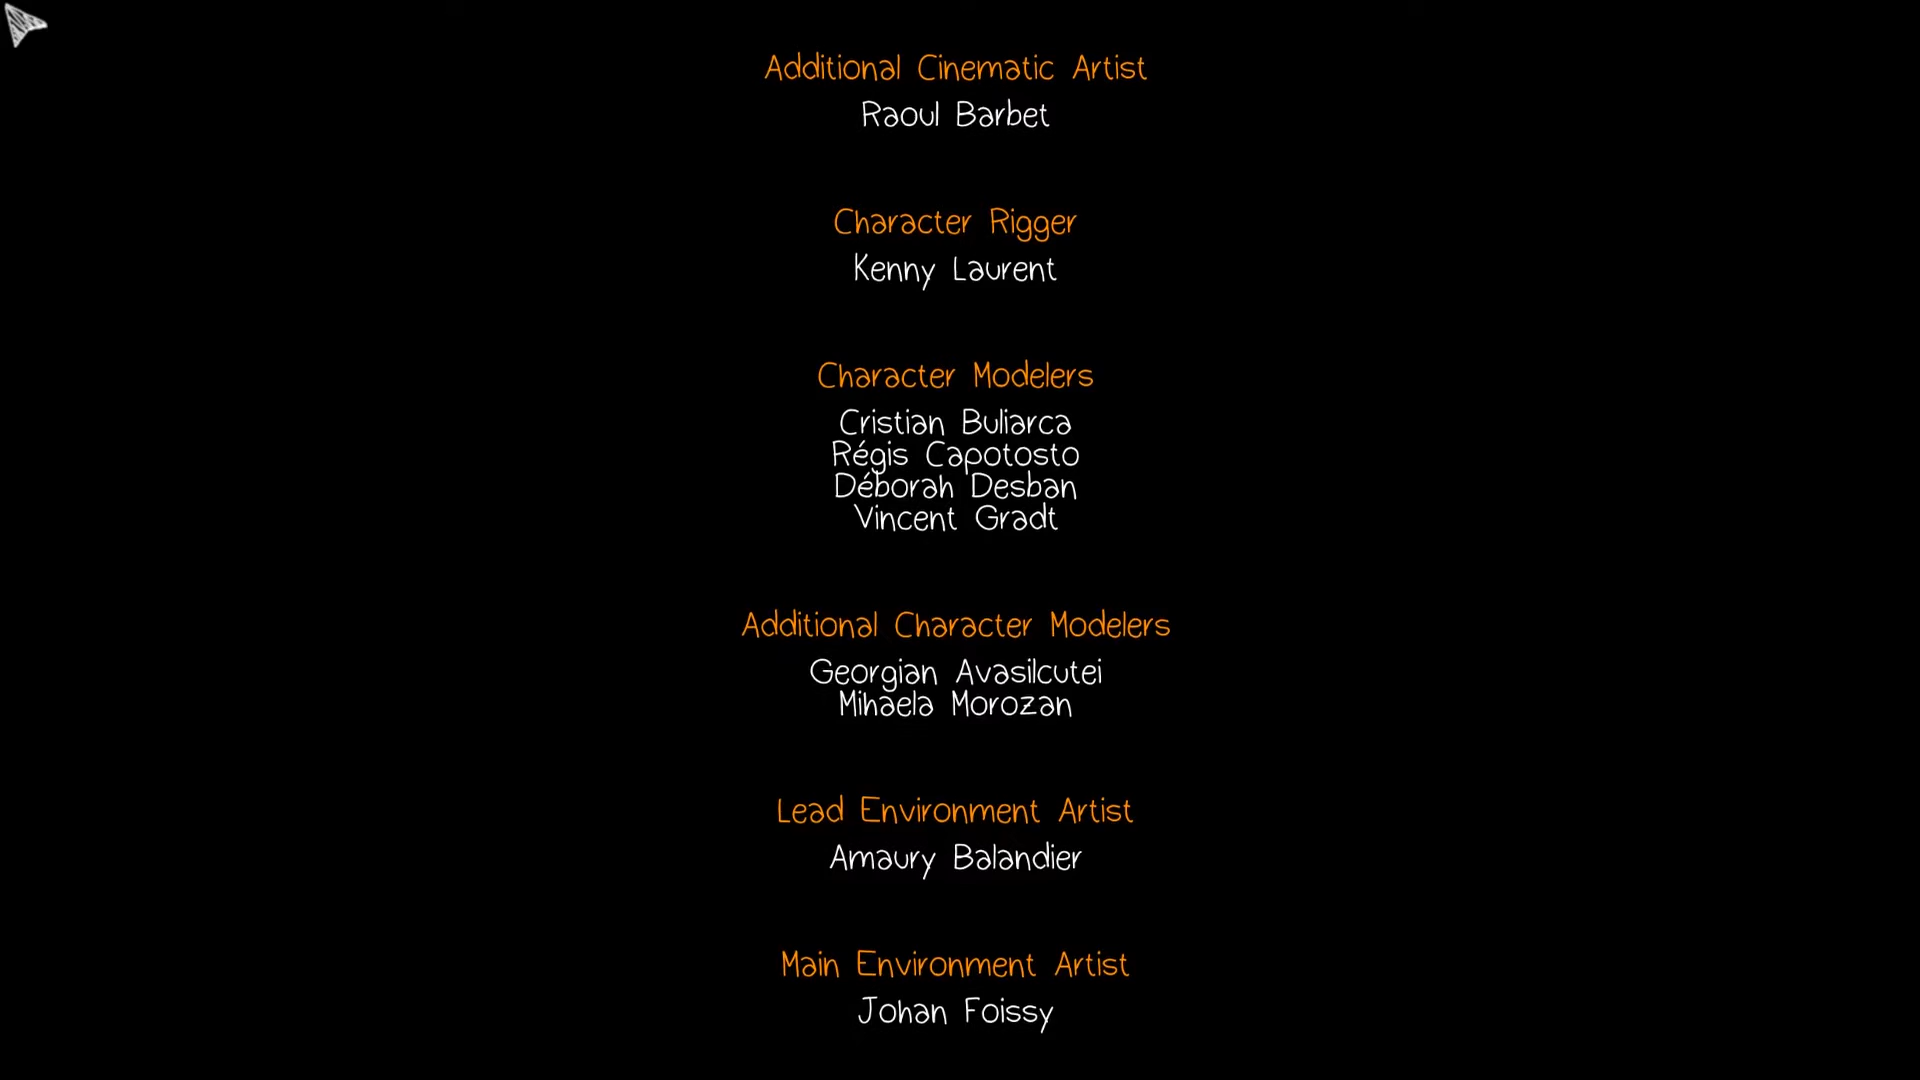 Additional Cinematic Artist
Raoul Barbet
Character Rigger
Kenny Laurent
Character Modelers
Cristian Buliarca
Régis Capotosto
Déborah Desban
Vincent Gradt
Additional Character Modelers
Georgian Avasilcutei
Mihaela Morozan
Lead Environment Artist
Amaury Balandier
Main Environment Artist
Johan Foissy